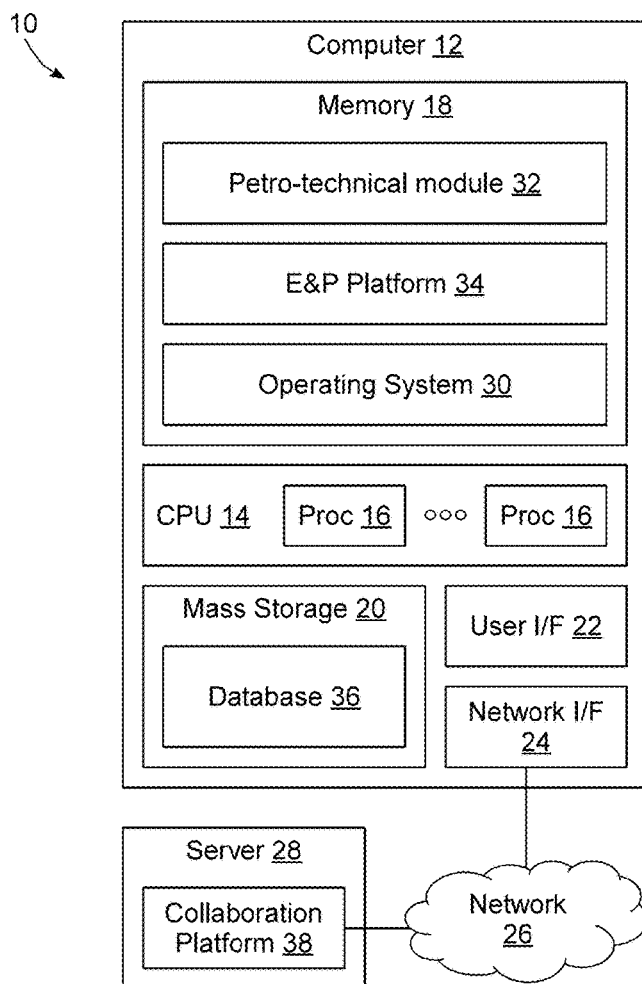 10
Computer 12
Memory 18
Petro-technical module 32
E&P Platform 34
Operating System 30
CPU 14
Proc 16
ooo
Proc 16
Mass Storage 20
Database 36
User I/F 22
Network I/F
24
Server 28
Collaboration
Platform 38
Network
26